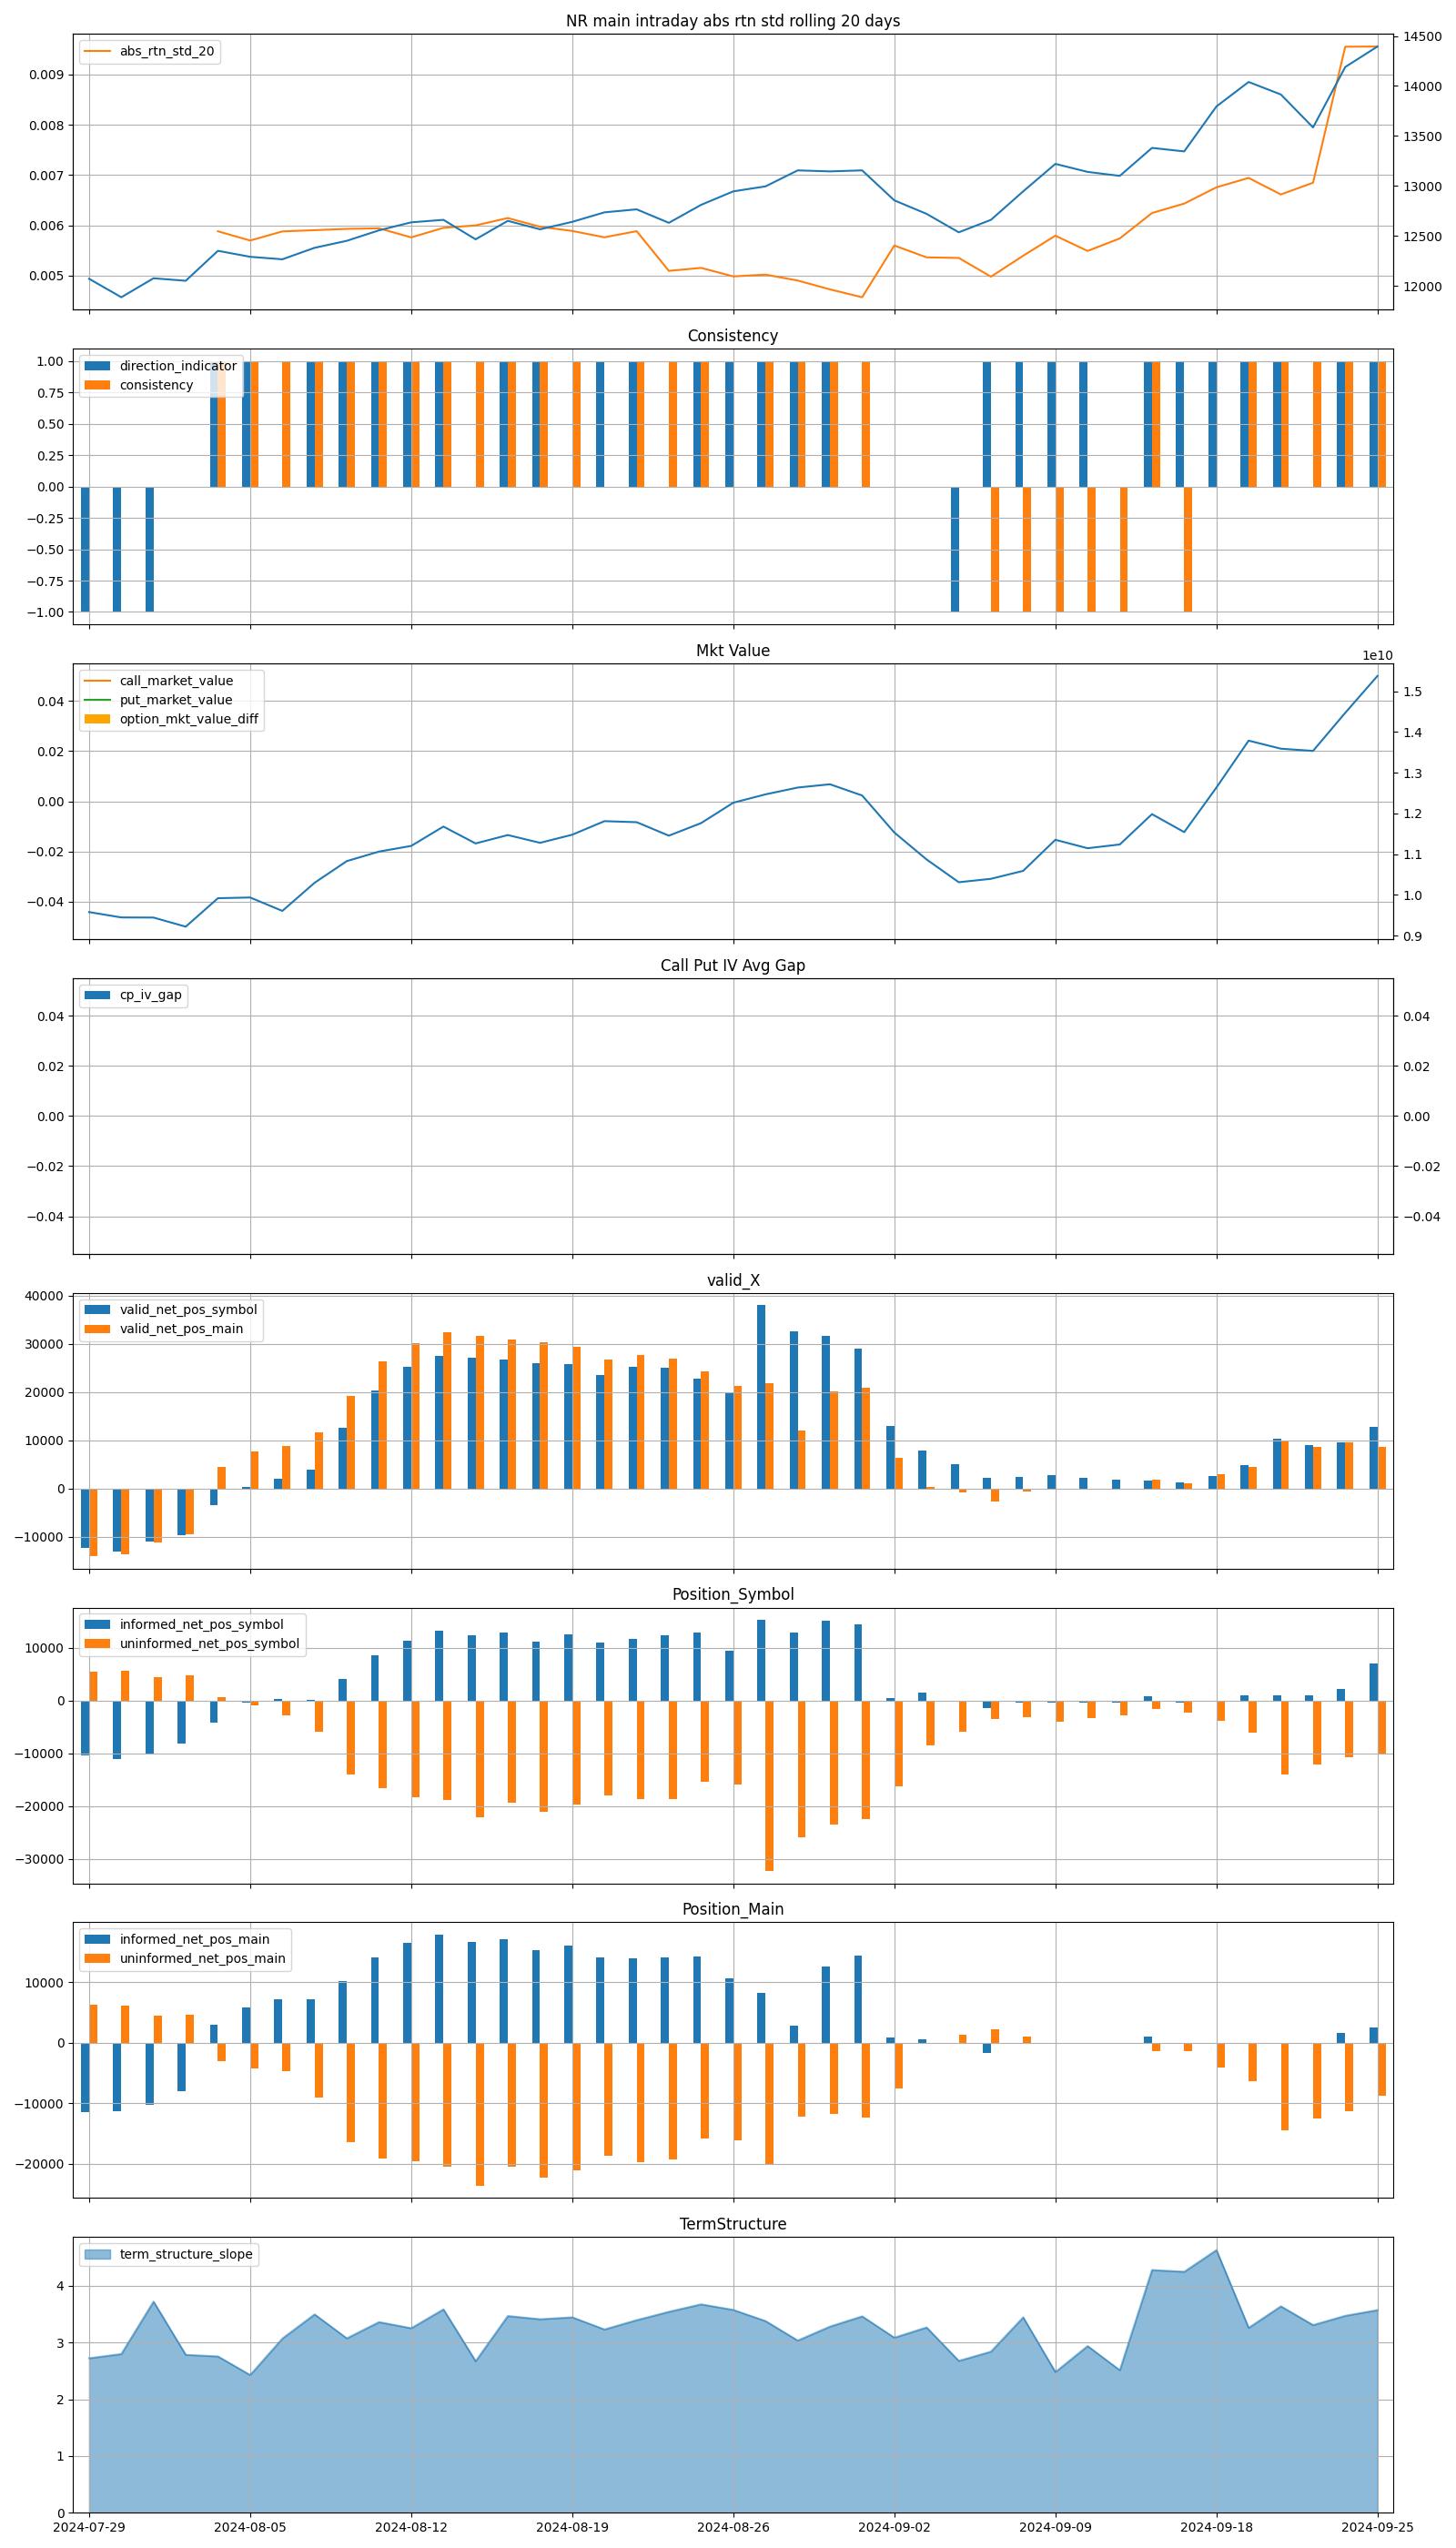 NR main intraday abs rtn std rolling 20 days
abs_rtn_std_20
0.009
0.008
0.007
0.006
0.005
14500
14000
13500
13000
12500
12000
Consistency
direction_indicator
consistency
1.00
0.75
0.50
0.25
0.00
−0.25
−0.50
−0.75
−1.00
Mkt Value
1e10
call_market_value
put_market_value
option_mkt_value_diff
0.04
0.02
0.00
−0.02
−0.04
1.5
1.4
1.3
1.2
1.1
1.0
0.9
Call Put IV Avg Gap
cp_iv_gap
0.04
0.02
0.00
−0.02
−0.04
0.04
0.02
0.00
−0.02
−0.04
valid_X
valid_net_pos_symbol
valid_net_pos_main
40000
30000
20000
10000
0
−10000
Position_Symbol
informed_net_pos_symbol
uninformed_net_pos_symbol
10000
0
−10000
−20000
−30000
Position_Main
informed_net_pos_main
uninformed_net_pos_main
10000
0
−10000
−20000
TermStructure
term_structure_slope
4
3
2
1
0
2024-07-29 2024-08-05 2024-08-12 2024-08-19 2024-08-26 2024-09-02 2024-09-09 2024-09-18 2024-09-25